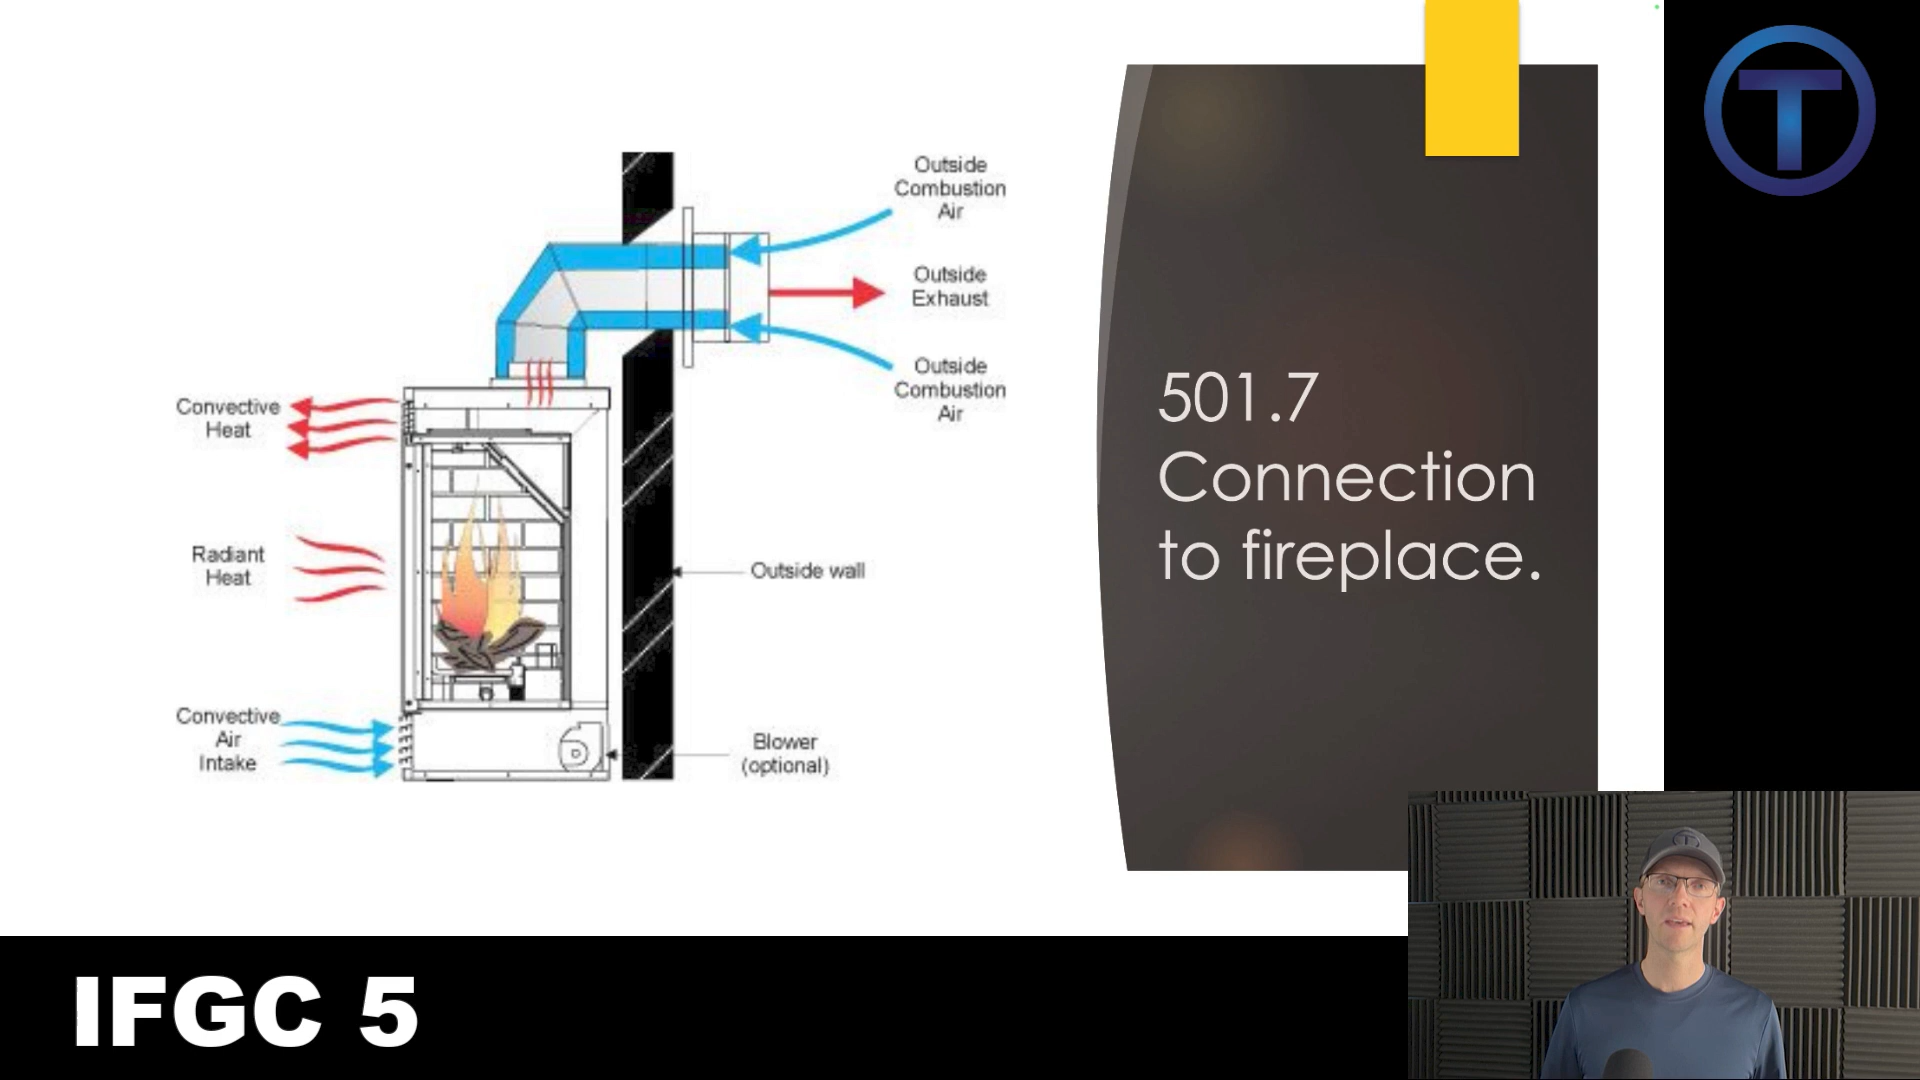 Outside
Combustion
Air
Outside
Exhaust
Outside
Combustion
Air
Convective
Heat
Radiant
Heat
Outside wall
Convective
Air
Intake
Blower
(optional)
501.7
Connection
to fireplace.
T
IFGC 5